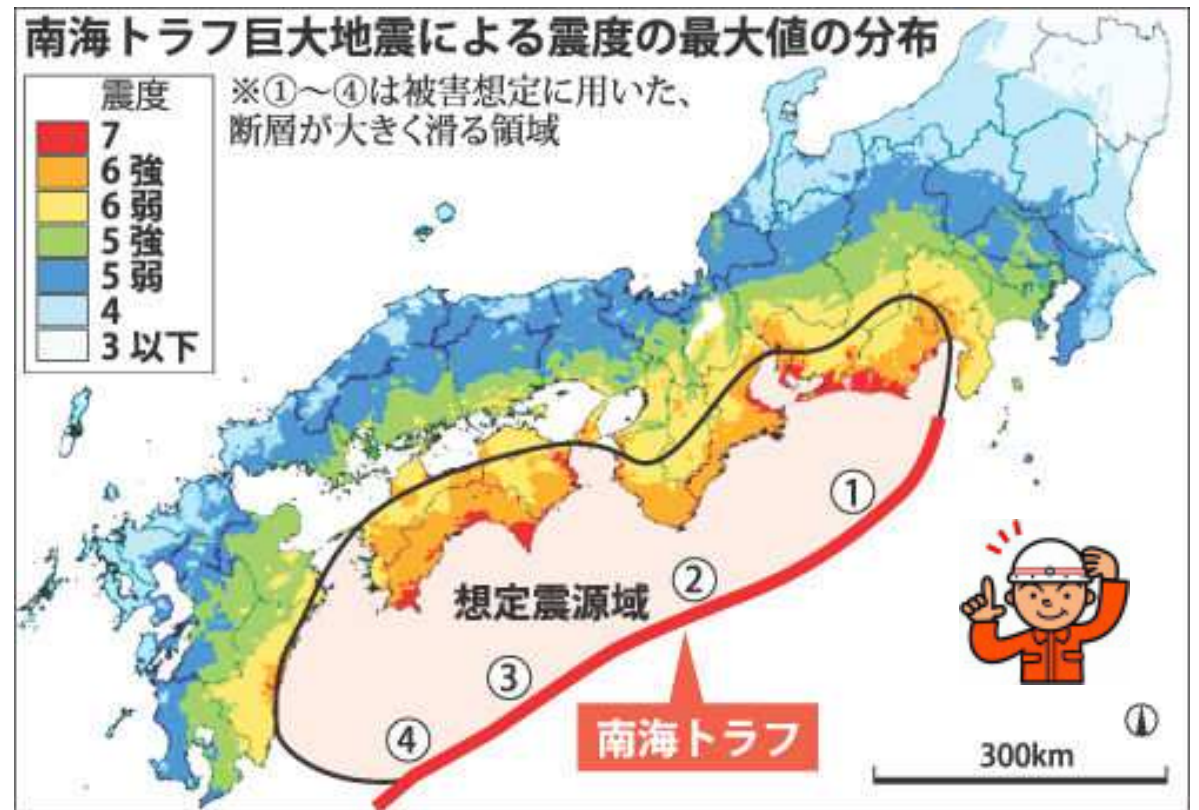 南海トラフ巨大地震による震度の最大値の分布
※①～④は被害想定に用いた、
断層が大きく滑る領域
震度
7
6 強
6 弱
5 強
5 弱
4
3 以下
①
②
想定震源域
③
④
南海トラフ
300km